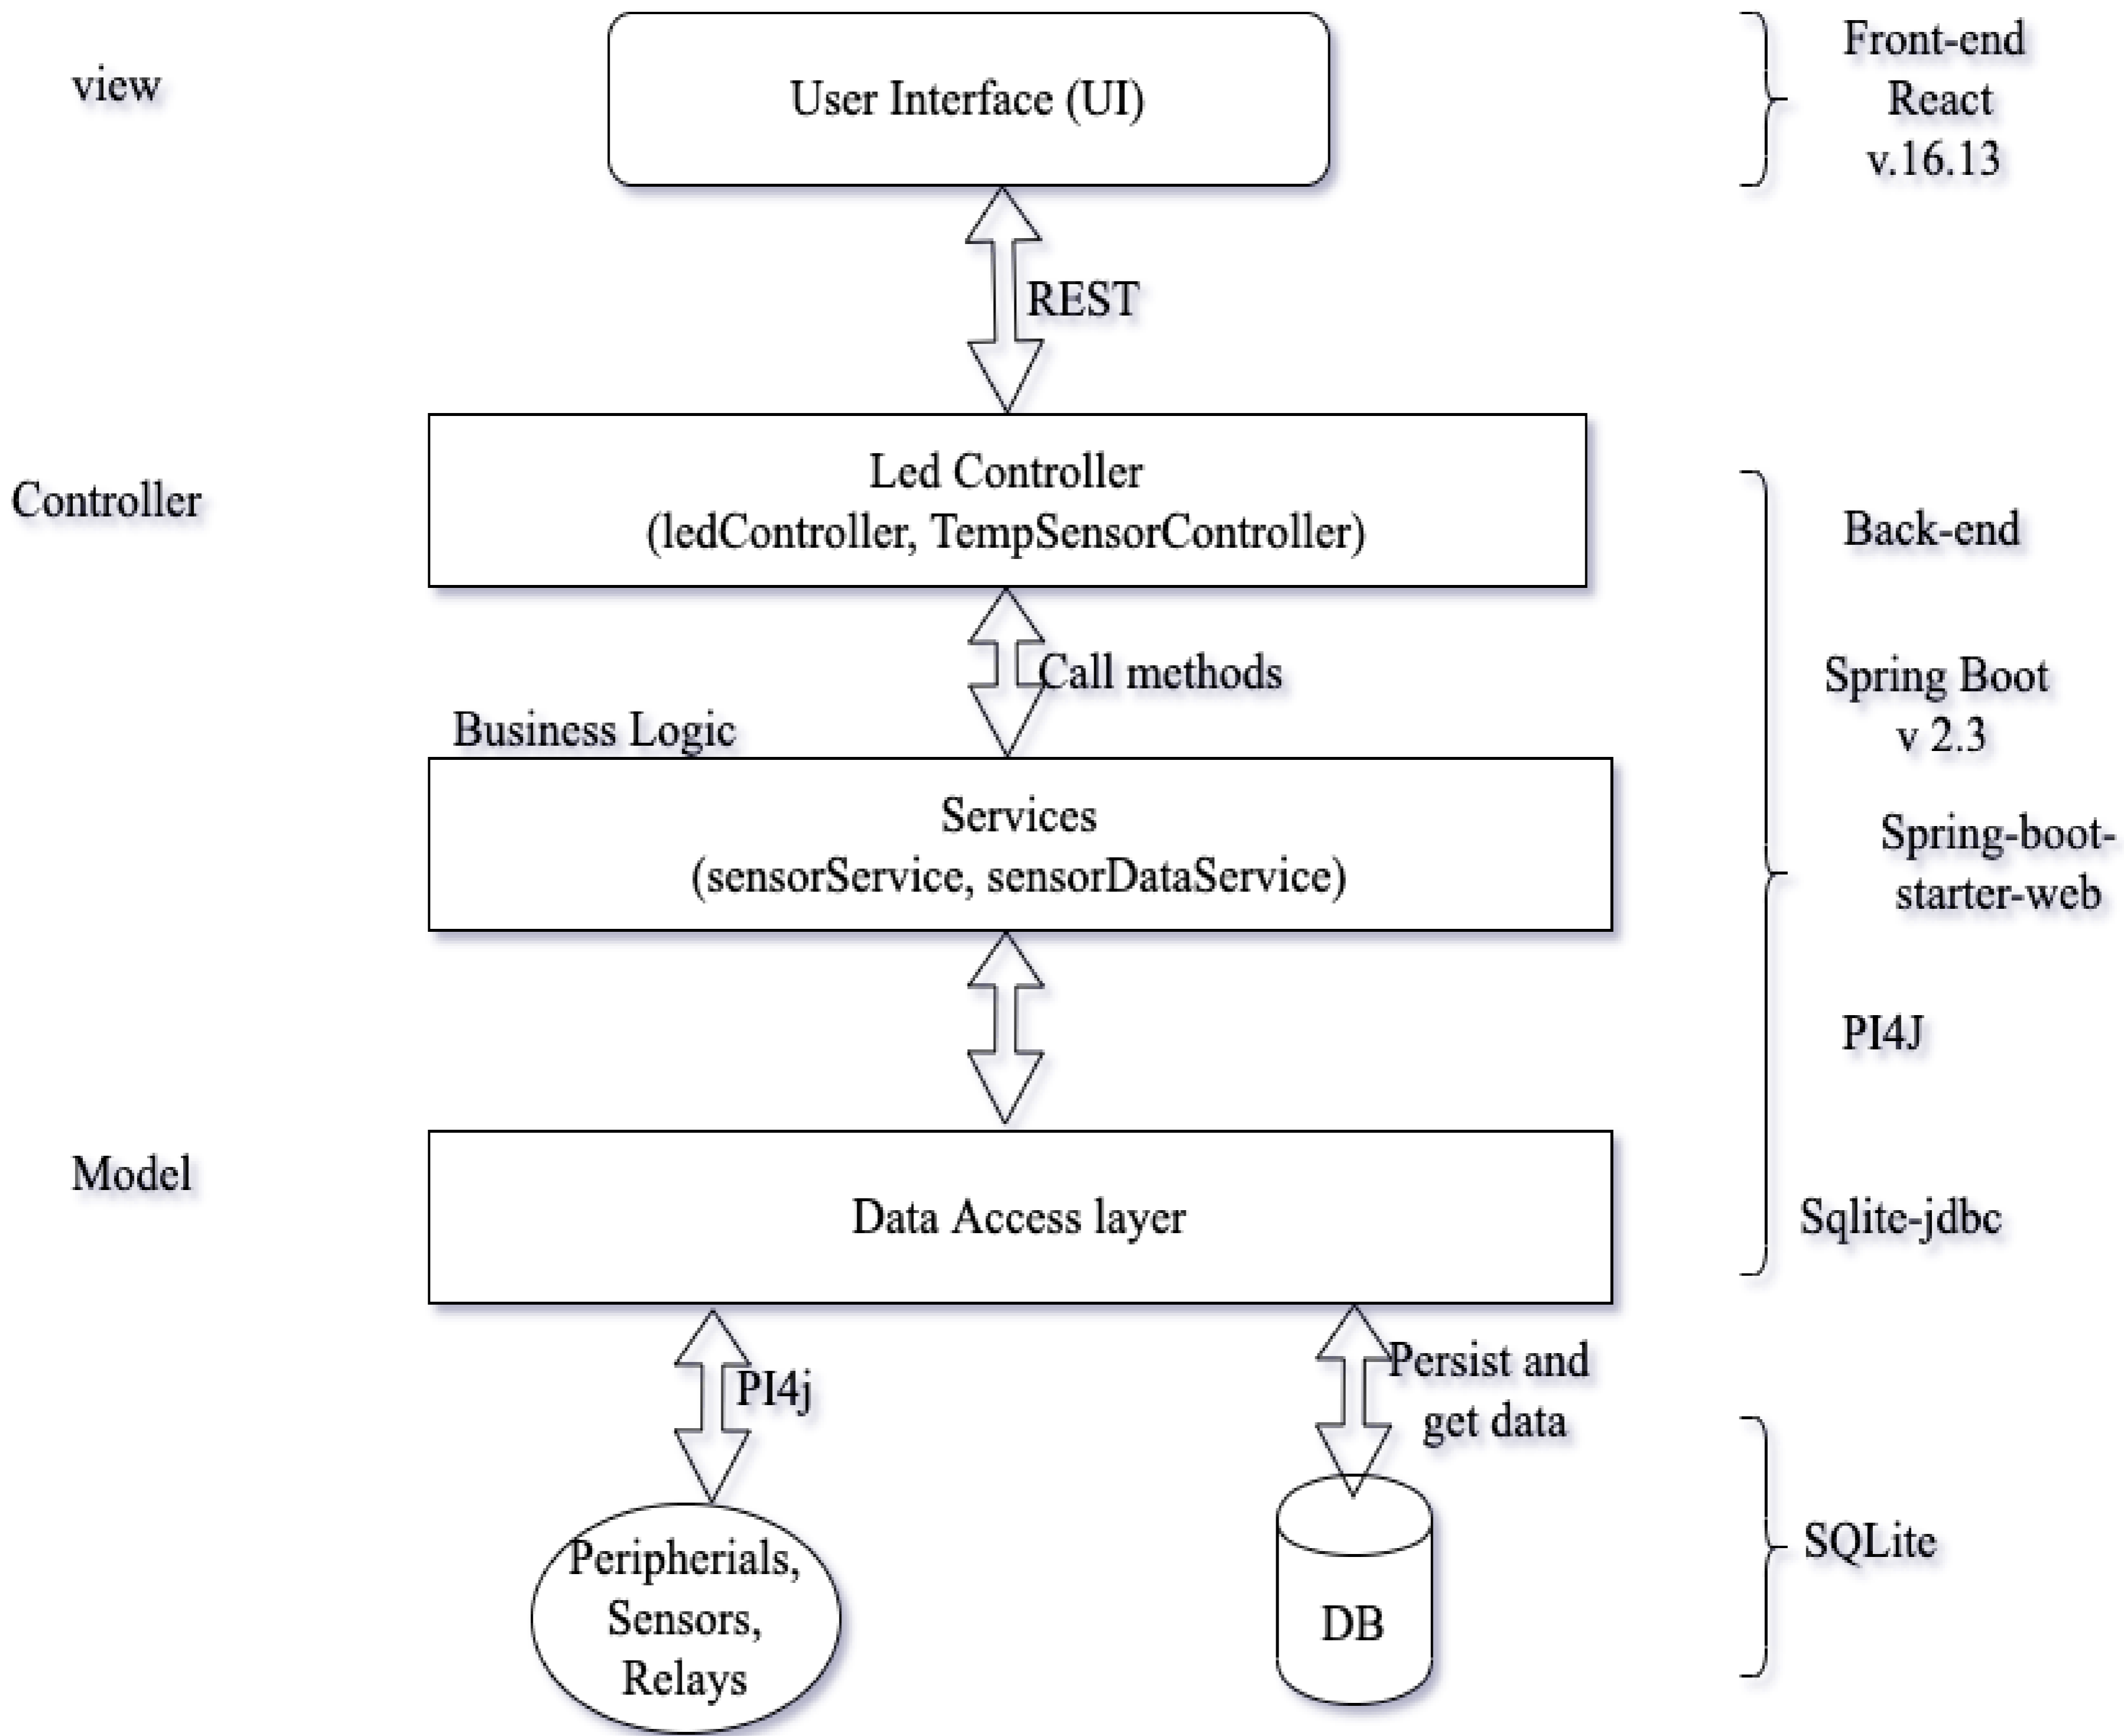 view
User Interface (UI)
Front-end
React
v.16.13
REST
Controller
Led Controller
(ledController, TempSensorController)
Back-end
Call methods
Spring Boot
v 2.3
Business Logic
Services
(sensorService, sensorDataService)
Spring-boot-
starter-web
PI4J
Model
Data Access layer
Sqlite-jdbc
PI4j
Persist and
get data
Peripherials,
Sensors,
Relays
DB
SQLite